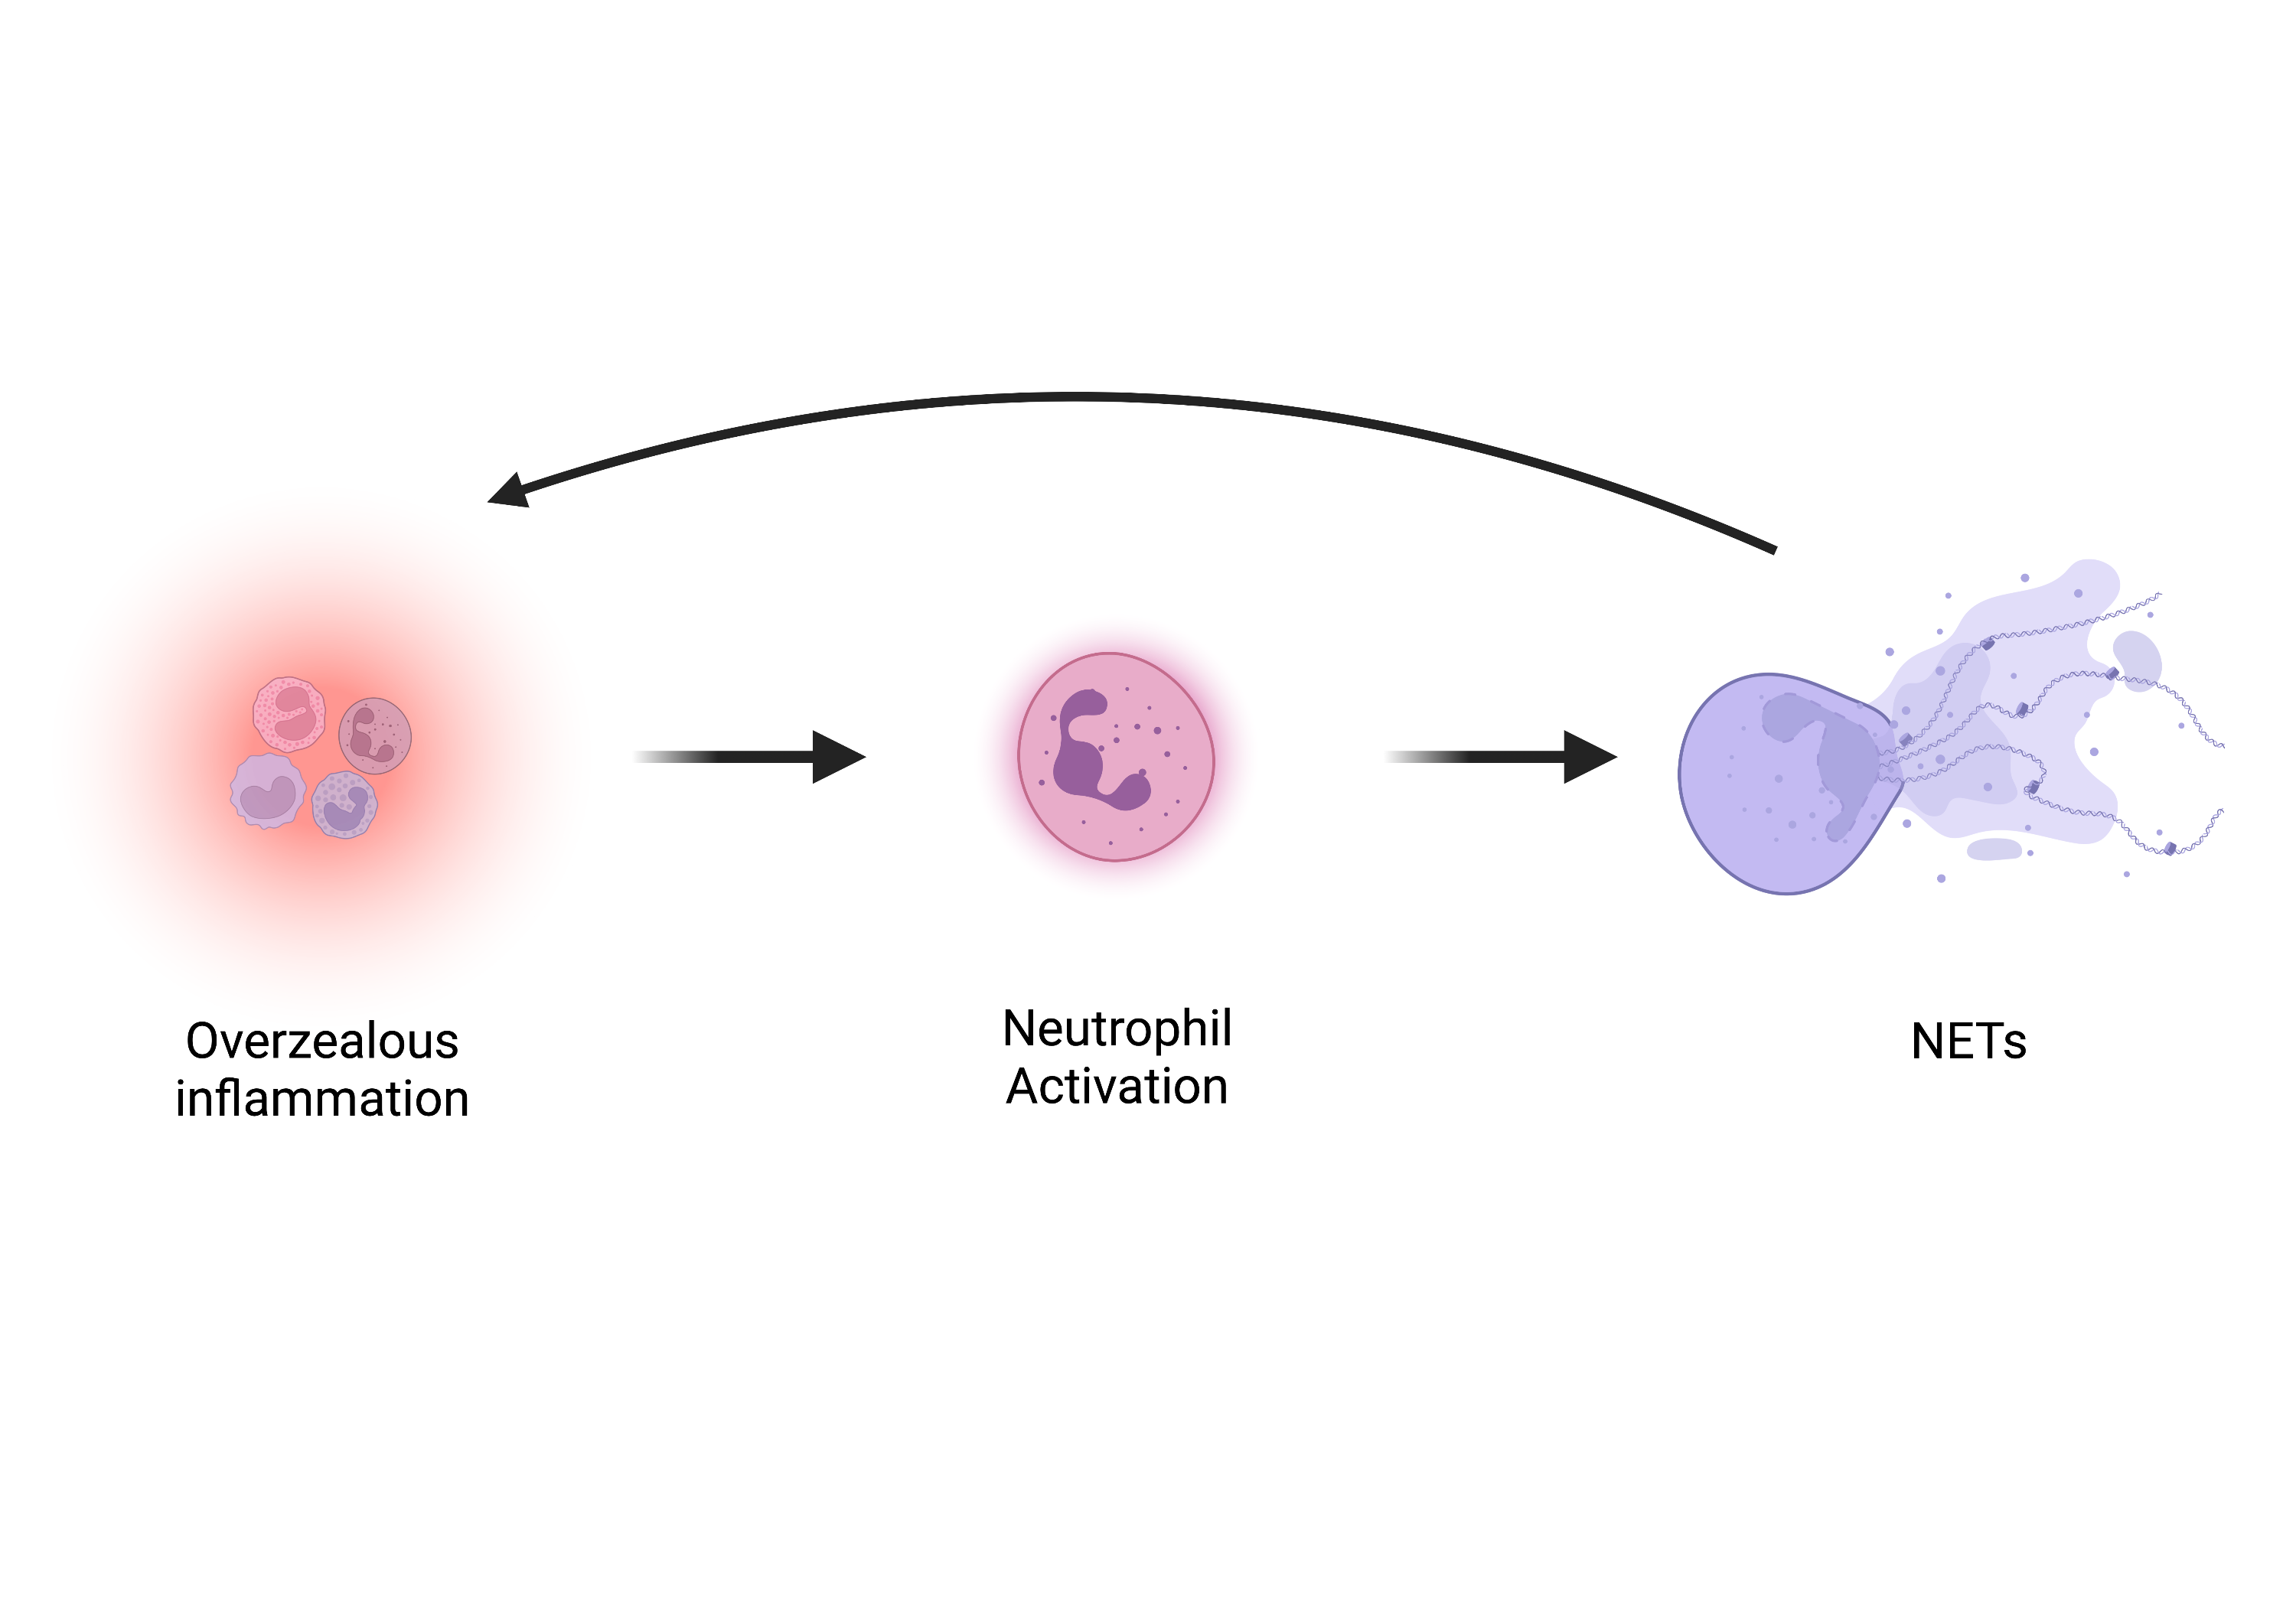 Overzealous
inflammation
Neutrophil
Activation
NETs